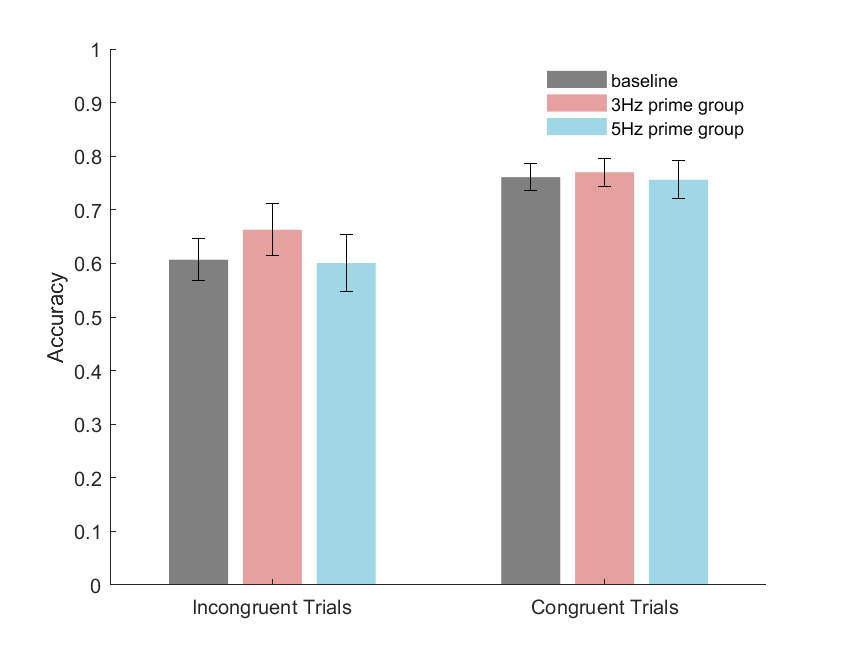 1
0.9
0.8
0.7
0.6
0.5
0.4
0.3
0.2
0.1
0
Accuracy
baseline
3Hz prime group
5Hz prime group
Incongruent Trials
Congruent Trials